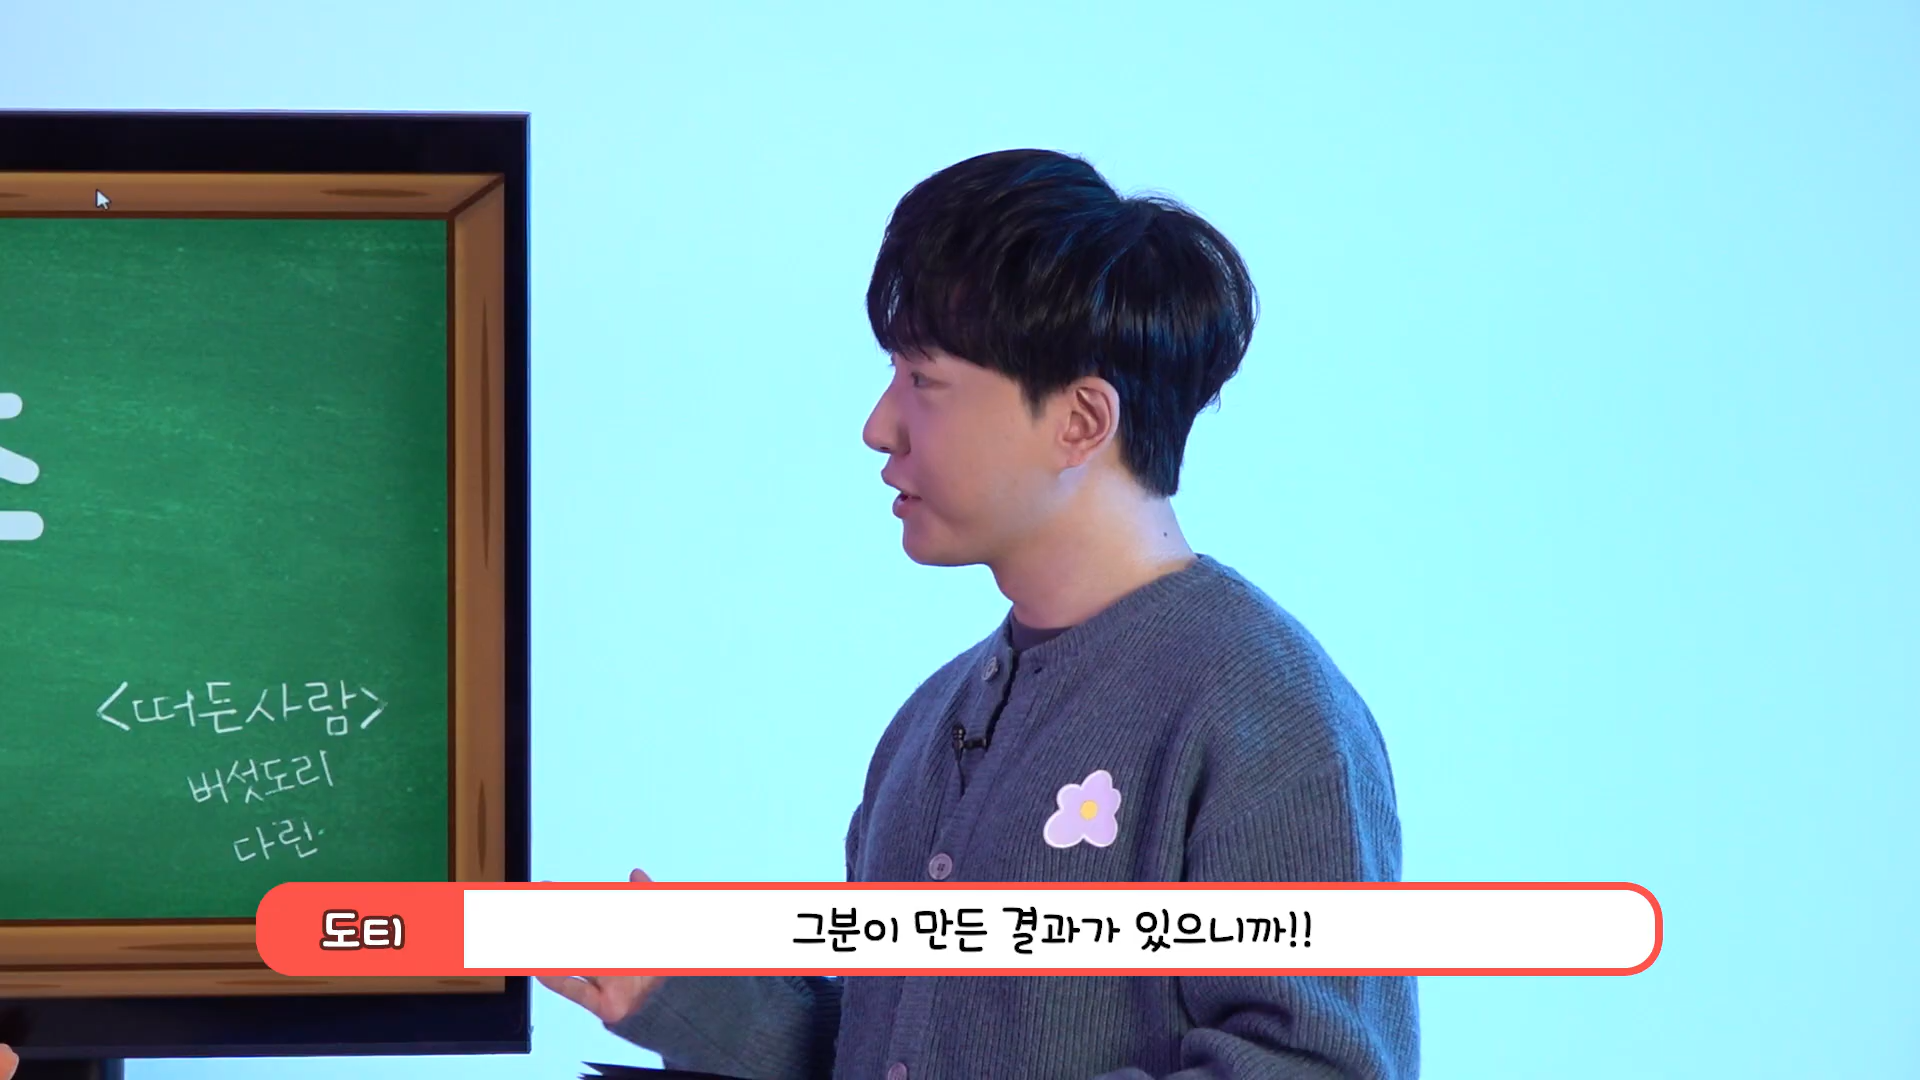 <떠든사람>
버섯도리
다린
도티
그분이 만든 결과가 있으니까!!